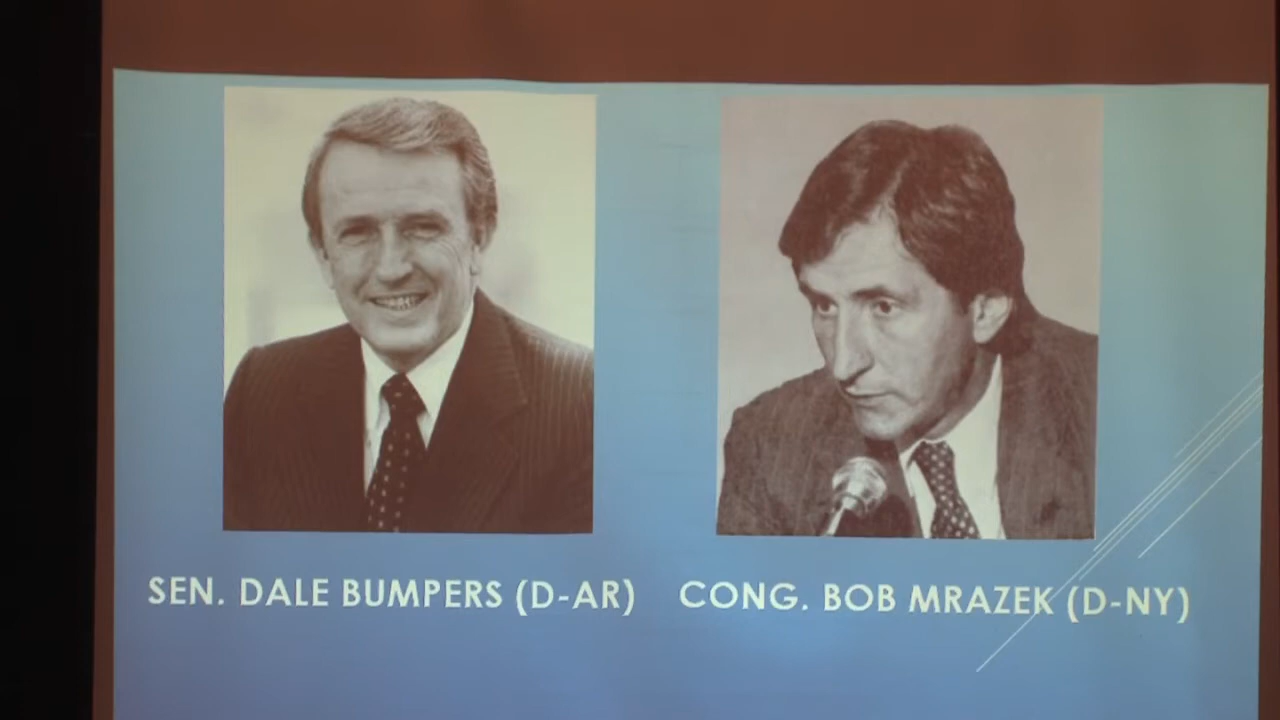 SEN. DALE BUMPERS (D-AR)
CONG. BOB MRAZEK (D-NY)